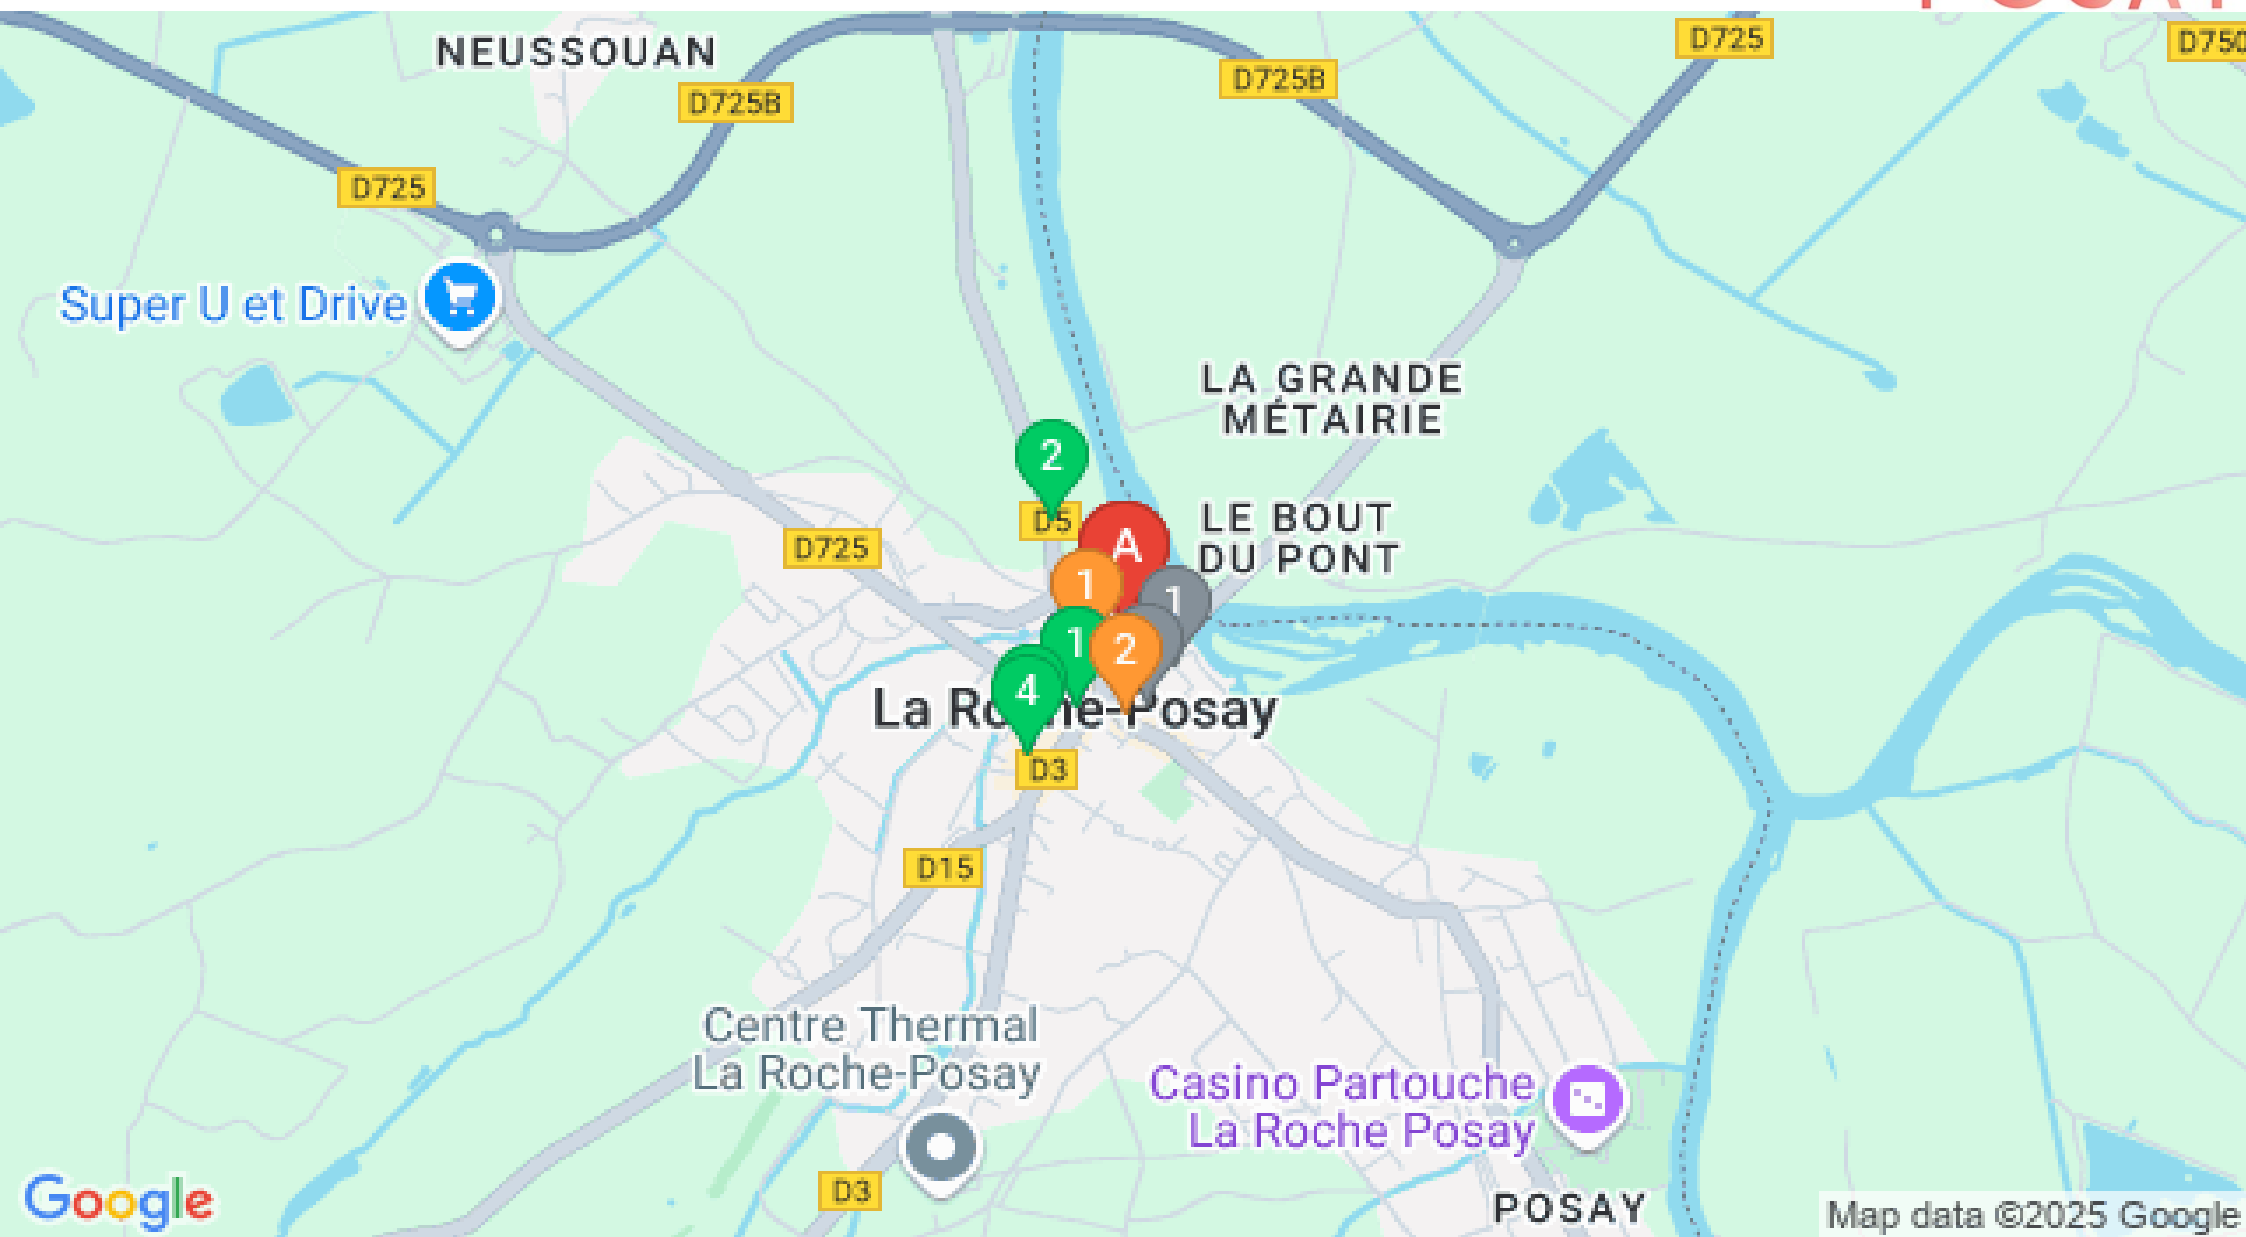 NEUSSOUAN
D725
D750
D725B
D725B
D725
Super U et Drive
LA GRANDE
MÉTAIRIE
2
D5
LE BOUT
DU PONT
A
D725
1
1
1
2
4
La Roche-Posay
D3
D15
Centre Thermal
La Roche-Posay
Casino Partouche
La Roche Posay
D3
POSAY
Google
Map data ©2025 Google